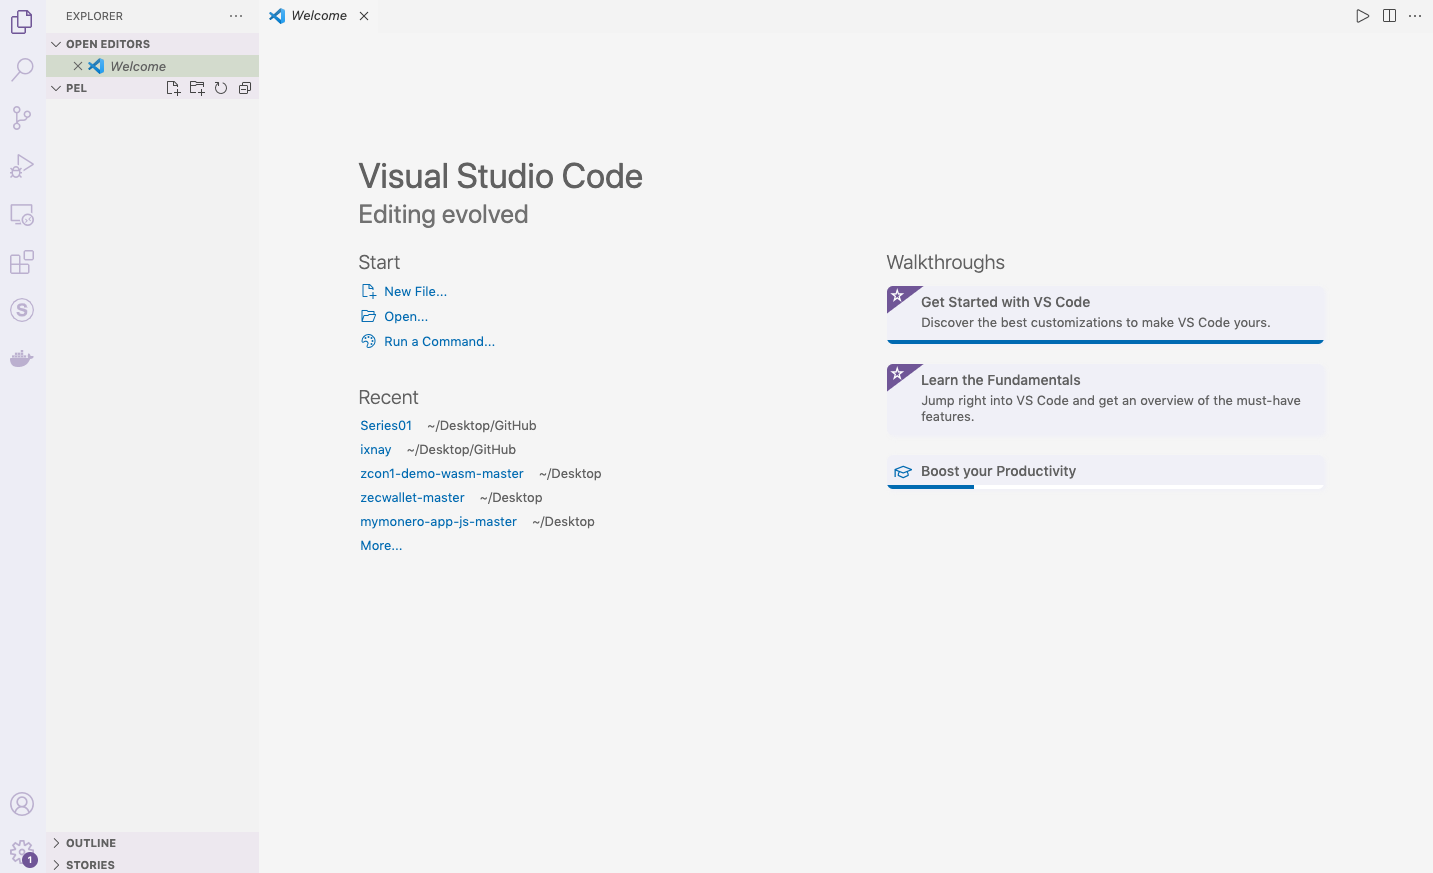 EXPLORER
OPEN EDITORS
Welcome
PEL
OUTLINE
STORIES
1
Welcome
Visual Studio Code
Editing evolved
Start
New File...
Open...
Run a Command...
Recent
Series01 ~/Desktop/GitHub
ixnay ~/Desktop/GitHub
zcon1-demo-wasm-master ~/Desktop
zecwallet-master ~/Desktop
mymonero-app-js-master ~/Desktop
More...
Walkthroughs
Get Started with VS Code
Discover the best customizations to make VS Code yours.
Learn the Fundamentals
Jump right into VS Code and get an overview of the must-have
features.
Boost your Productivity